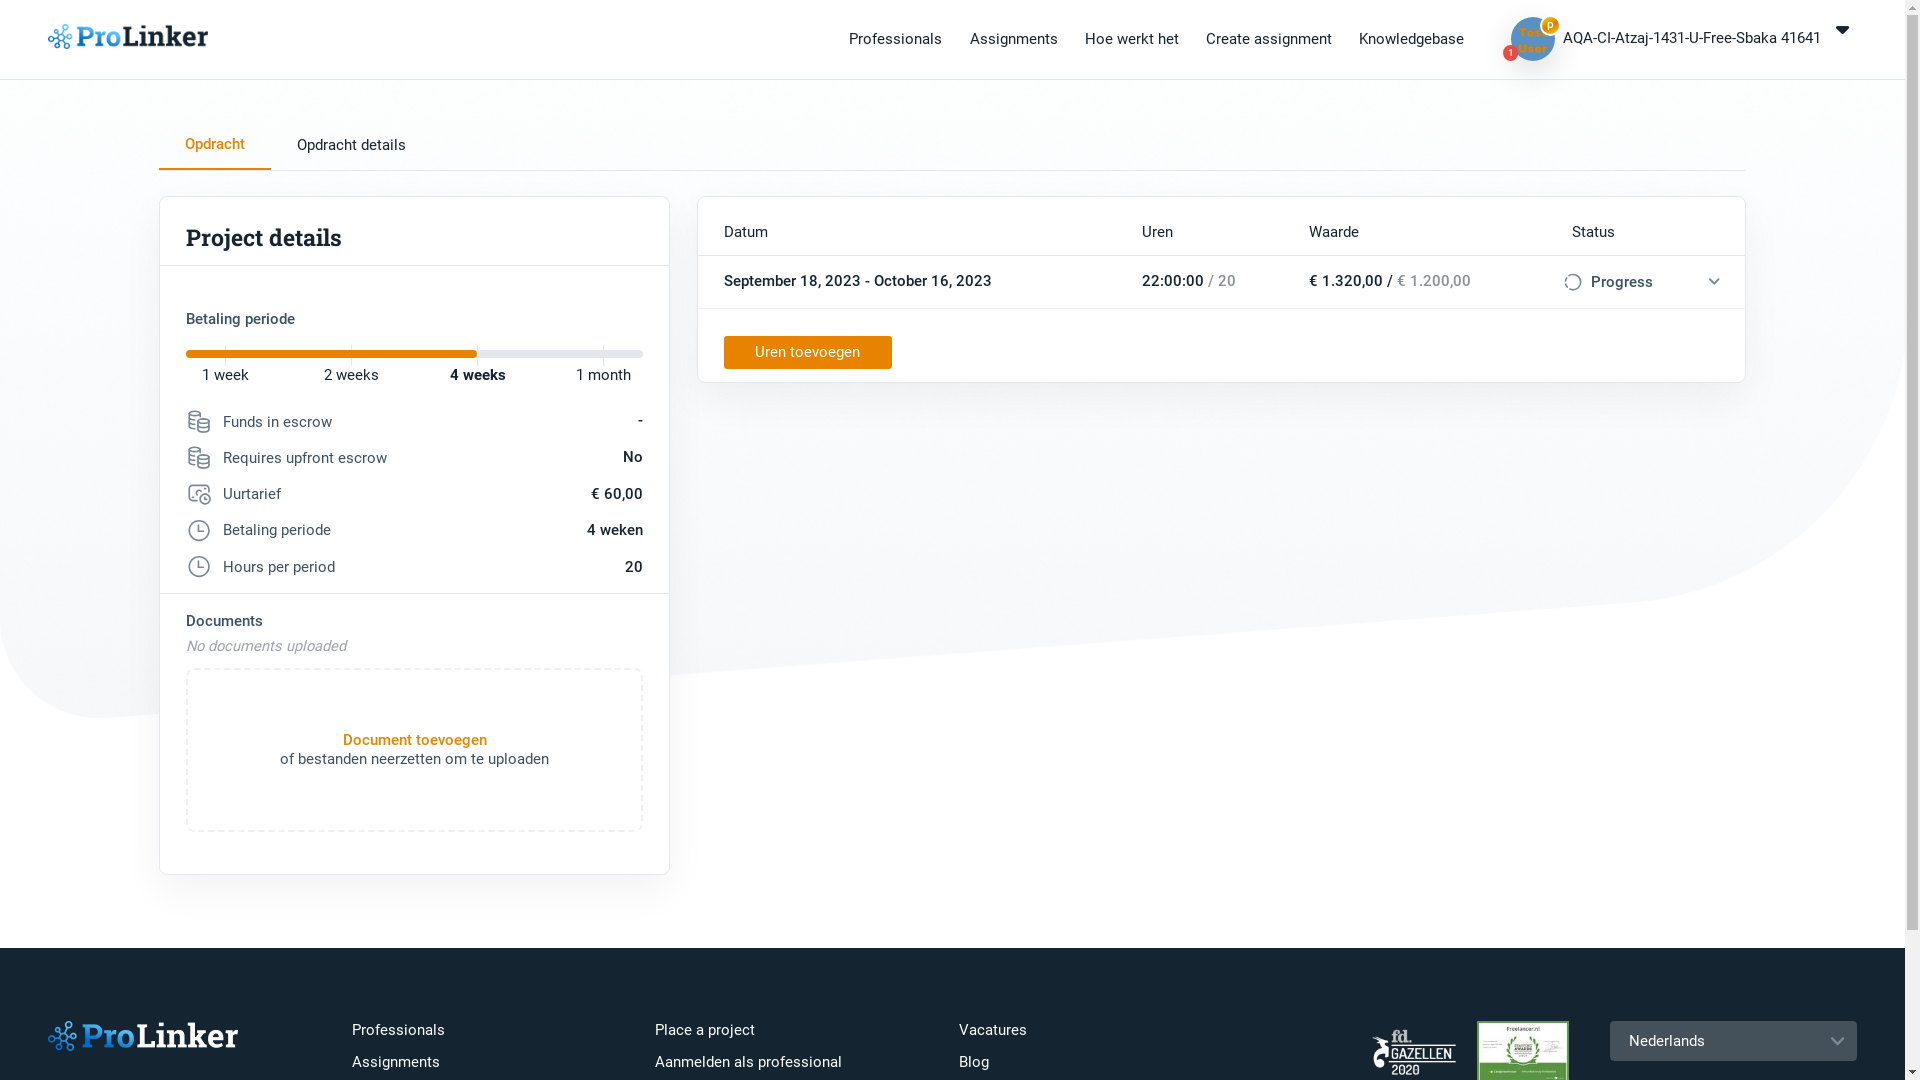 ProLinker
Professionals
Assignments
Hoe werkt het
Create assignment
Knowledgebase
p
1
AQA-CI-Atzaj-1431-U-Free-Sbaka 41641
Opdracht
Opdracht details
Project details
Betaling periode
1 week
2 weeks
4 weeks
1 month
Funds in escrow -
Requires upfront escrow No
Uurtarief € 60,00
Betaling periode 4 weken
Hours per period 20
Documents
No documents uploaded
Document toevoegen
of bestanden neerzetten om te uploaden
Datum Uren Waarde Status
September 18, 2023 - October 16, 2023 22:00:00 / 20 € 1.320,00 / € 1.200,00 Progress
Uren toevoegen
ProLinker
Professionals
Assignments
Place a project
Aanmelden als professional
Vacatures
Blog
fd.
GAZELLEN
2020
Freelancer.nl
Nederlands